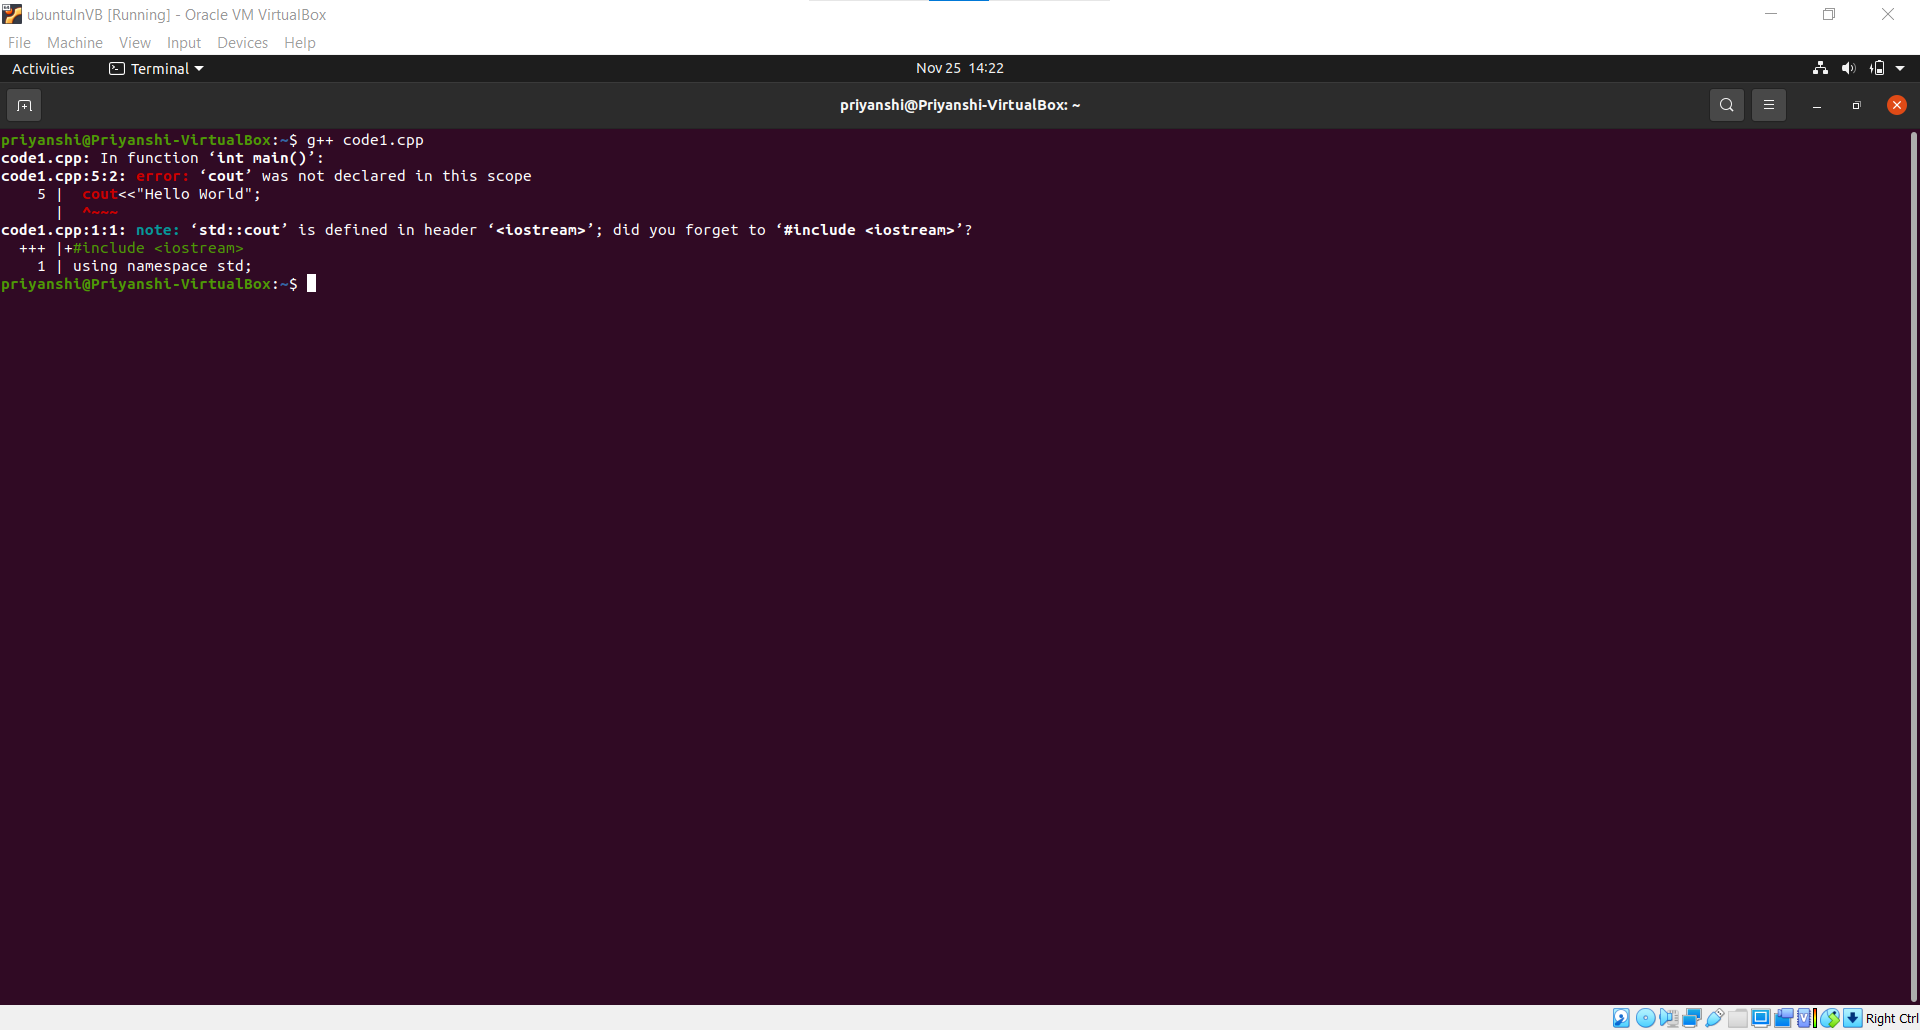 ubuntuInVB [Running] - Oracle VM VirtualBox
File Machine View Input Devices Help
Activities Terminal Nov 25 14:22
priyanshi@Priyanshi-VirtualBox: ~
priyanshi@Priyanshi-VirtualBox:~$ g++ code1.cpp
code1.cpp: In function ‘int main()’:
code1.cpp:5:2: error: ‘cout’ was not declared in this scope
    5 |  cout<<"Hello World";
      |  ^~~~
code1.cpp:1:1: note: ‘std::cout’ is defined in header ‘<iostream>’; did you forget to ‘#include <iostream>’?
  +++ |+#include <iostream>
    1 | using namespace std;
priyanshi@Priyanshi-VirtualBox:~$
Right Ctrl